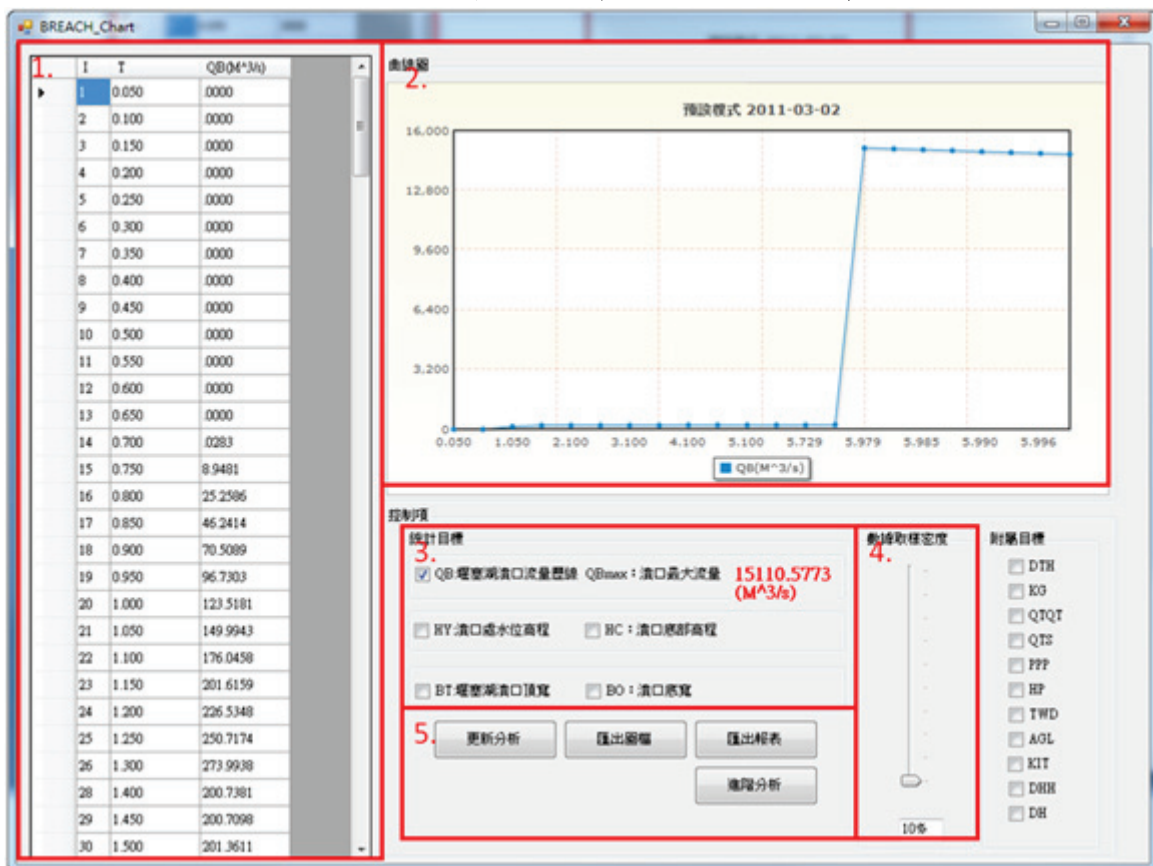 BREACH_Chart
1.
I T QB(M^3/s)
1 0.050 .0000
2 0.100 .0000
3 0.150 .0000
4 0.200 .0000
5 0.250 .0000
6 0.300 .0000
7 0.350 .0000
8 0.400 .0000
9 0.450 .0000
10 0.500 .0000
11 0.550 .0000
12 0.600 .0000
13 0.650 .0000
14 0.700 .0283
15 0.750 8.9481
16 0.800 25.2586
17 0.850 46.2414
18 0.900 70.5089
19 0.950 96.7303
20 1.000 123.5181
21 1.050 149.9943
22 1.100 176.0458
23 1.150 201.6159
24 1.200 226.5348
25 1.250 250.7174
26 1.300 273.9938
28 1.400 200.7381
29 1.450 200.7098
30 1.500 201.3611
曲線圖
2.
預設模式 2011-03-02
16.000
12.800
9.600
6.400
3.200
0
0.050 1.050 2.100 3.100 4.100 5.100 5.729 5.979 5.985 5.990 5.996
QB(M^3/s)
控制項
統計目標
3.
QB:堰塞湖潰口流量歷線 QBmax：潰口最大流量 15110.5773
(M^3/s)
HY:潰口處水位高程 HC：潰口底部高程
BT:堰塞湖潰口頂寬 BO：潰口底寬
數據取樣密度
4.
10%
附屬目標
DTH
KG
QTQT
QTS
PPP
HP
TWD
AGL
KIT
DHH
DH
5.
更新分析 匯出圖檔 匯出報表
進階分析